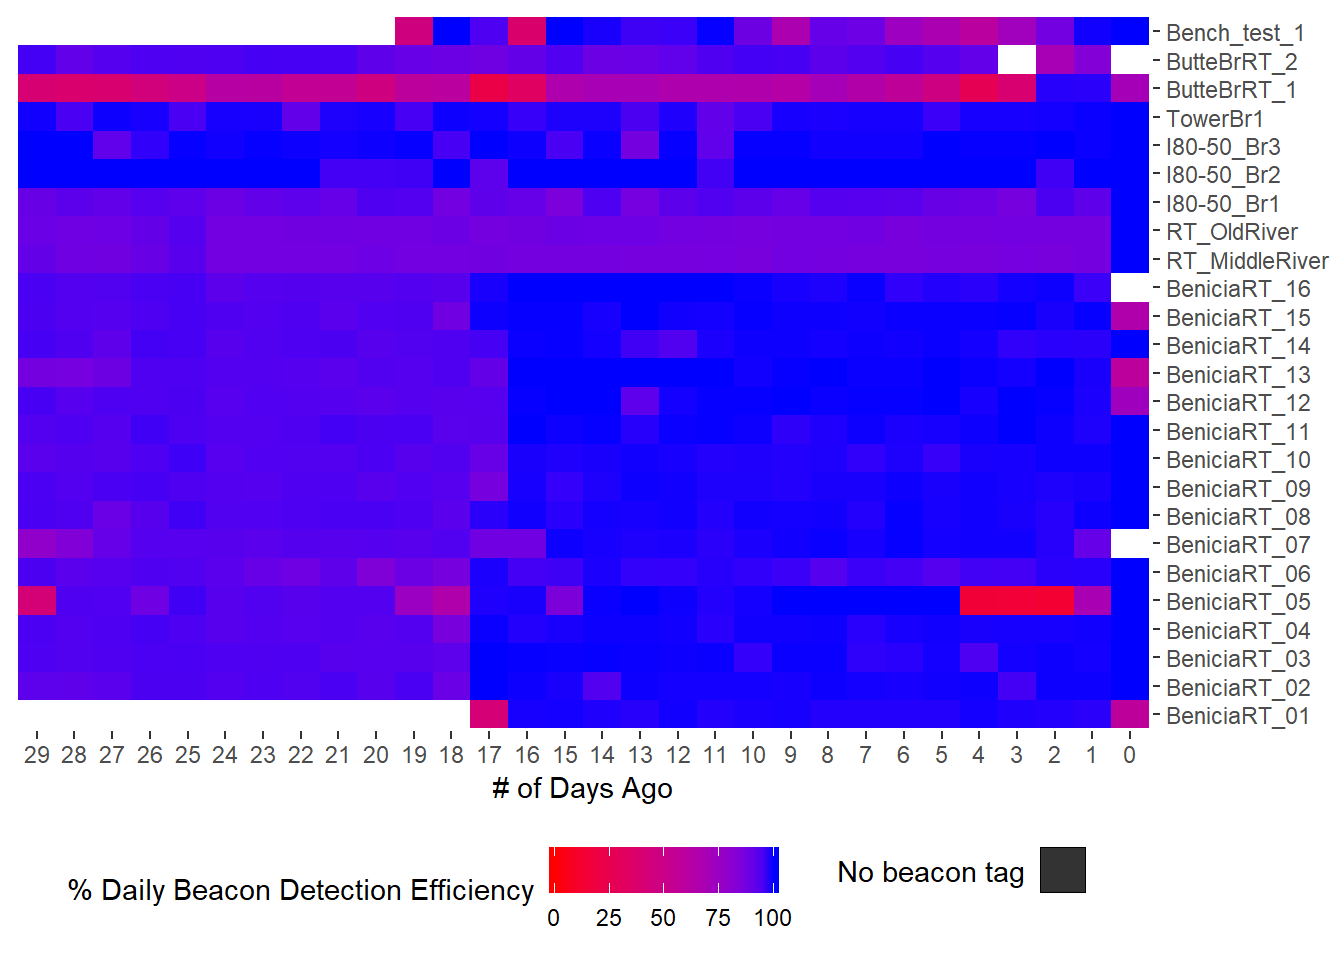 Bench_test_1
ButteBrRT_2
ButteBrRT_1
TowerBr1
I80-50_Br3
I80-50_Br2
I80-50_Br1
RT_OldRiver
RT_MiddleRiver
BeniciaRT_16
BeniciaRT_15
BeniciaRT_14
BeniciaRT_13
BeniciaRT_12
BeniciaRT_11
BeniciaRT_10
BeniciaRT_09
BeniciaRT_08
BeniciaRT_07
BeniciaRT_06
BeniciaRT_05
BeniciaRT_04
BeniciaRT_03
BeniciaRT_02
BeniciaRT_01
29 28 27 26 25 24 23 22 21 20 19 18 17 16 15 14 13 12 11 10 9 8 7 6 5 4 3 2 1 0
# of Days Ago
% Daily Beacon Detection Efficiency
0 25 50 75 100
No beacon tag